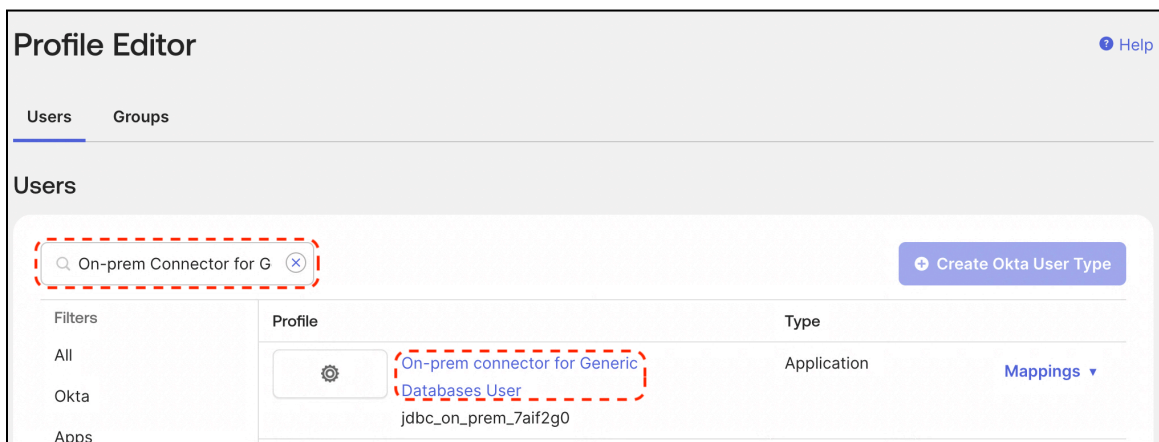 Profile Editor
? Help
Users Groups
Users
On-prem Connector for G
Create Okta User Type
Filters
Profile
Type
All
On-prem connector for Generic
Databases User
Application
Mappings
Okta
jdbc_on_prem_7aif2g0
Apps